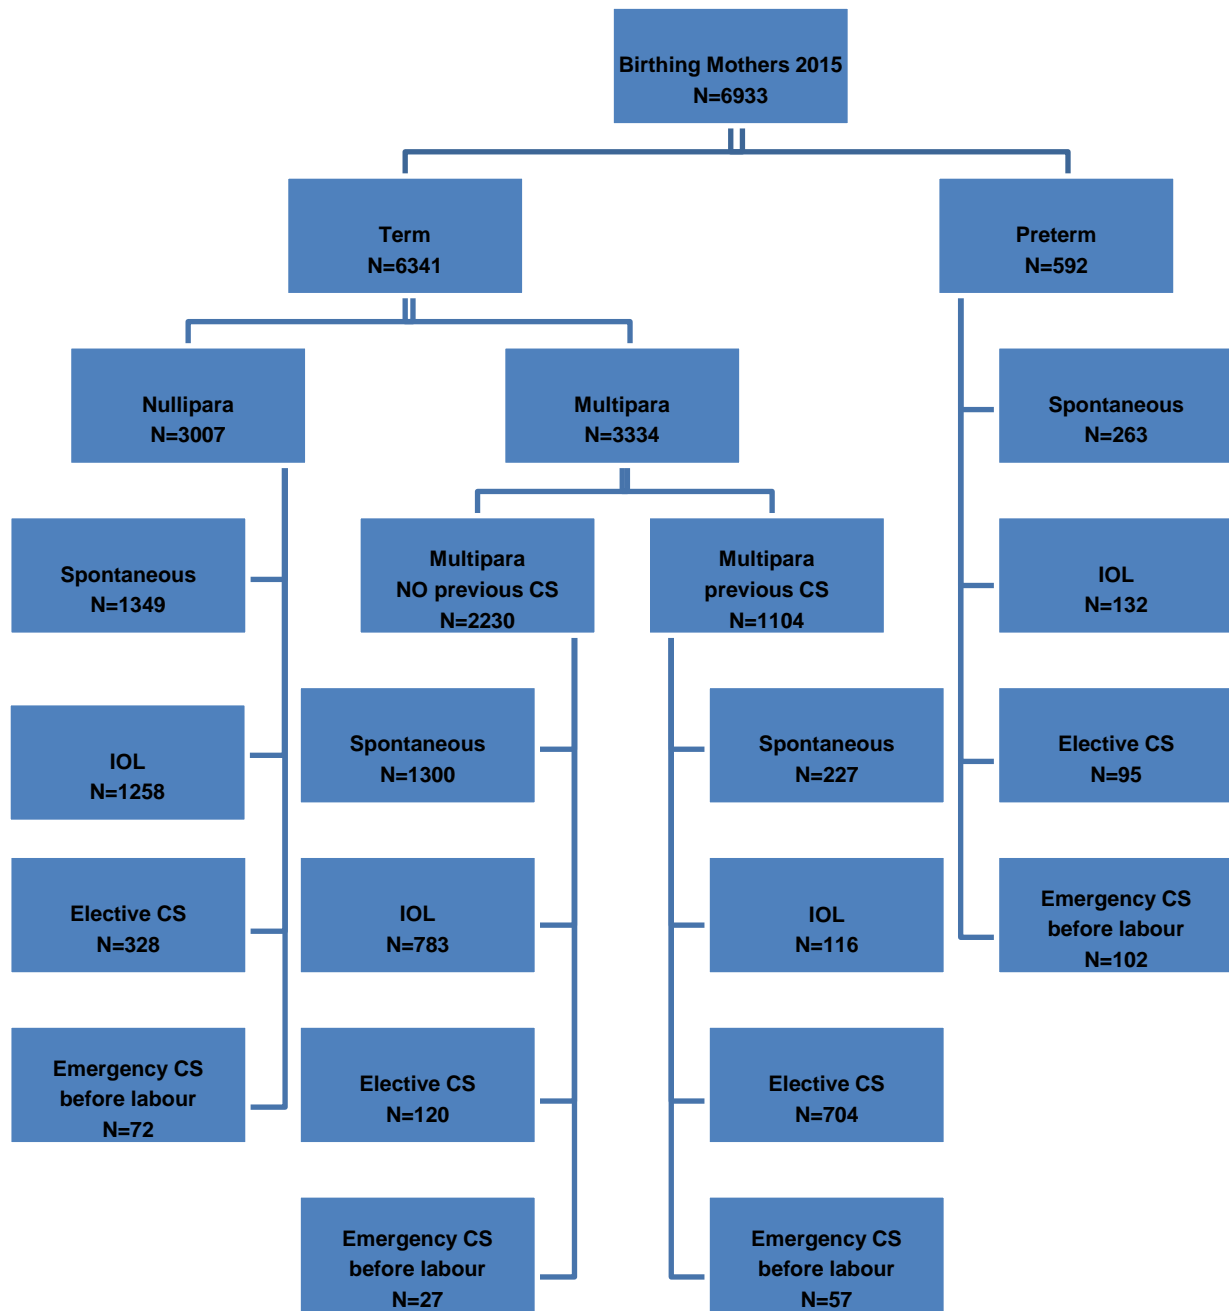 Birthing Mothers 2015
N=6933
Term
N=6341
Preterm
N=592
Nullipara
N=3007
Multipara
N=3334
Spontaneous
N=263
Spontaneous
N=1349
Multipara
NO previous CS
N=2230
Multipara
previous CS
N=1104
IOL
N=132
IOL
N=1258
Spontaneous
N=1300
Spontaneous
N=227
Elective CS
N=95
Elective CS
N=328
IOL
N=783
IOL
N=116
Emergency CS
before labour
N=102
Emergency CS
before labour
N=72
Elective CS
N=120
Elective CS
N=704
Emergency CS
before labour
N=27
Emergency CS
before labour
N=57